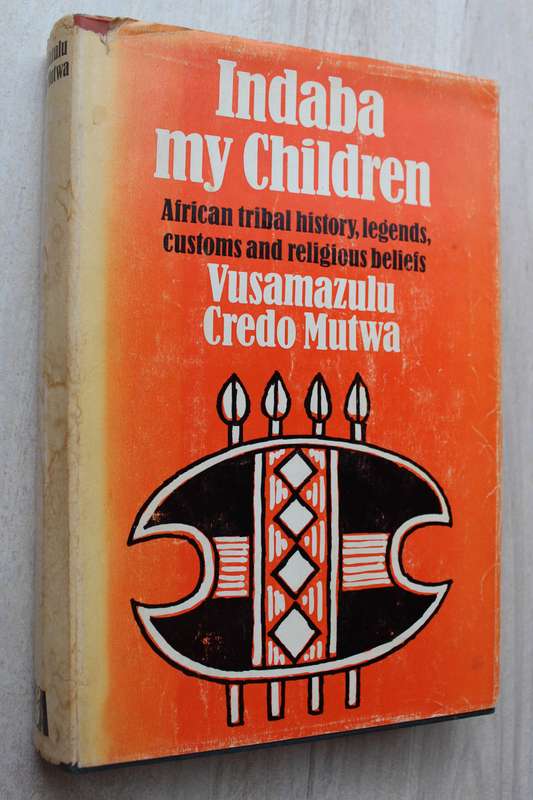 Indaba
my Children
African tribal history, legends,
customs and religious beliefs
Vusamazulu
Credo Mutwa